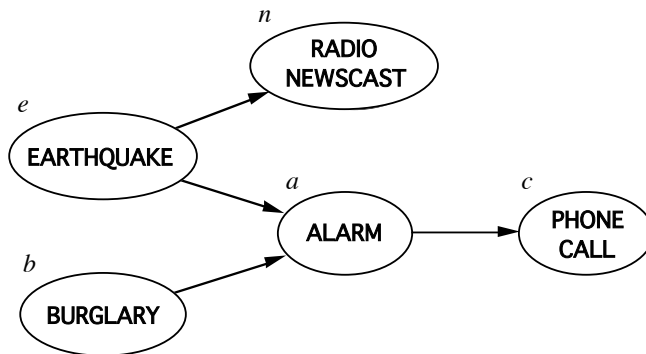 n
RADIO
NEWSCAST
e
EARTHQUAKE
a
ALARM
c
PHONE
CALL
b
BURGLARY